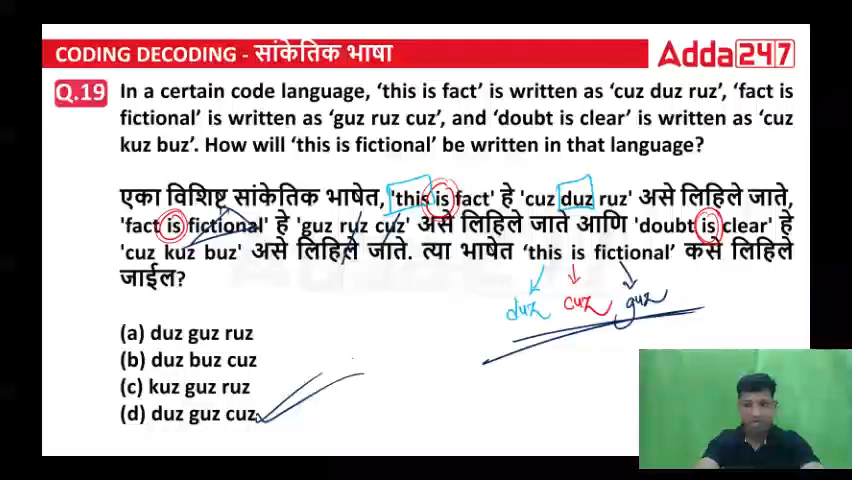 CODING DECODING - सांकेतिक भाषा
Adda247
Q.19 In a certain code language, ‘this is fact’ is written as ‘cuz duz ruz’, ‘fact is
fictional’ is written as ‘guz ruz cuz’, and ‘doubt is clear’ is written as ‘cuz
kuz buz’. How will ‘this is fictional’ be written in that language?
एका विशिष्ट सांकेतिक भाषेत, 'this is fact' हे 'cuz duz ruz' असे लिहिले जाते,
'fact is fictional' हे 'guz ruz cuz' असे लिहिले जाते आणि 'doubt is clear' हे
'cuz kuz buz' असे लिहिले जाते. त्या भाषेत ‘this is fictional’ कसे लिहिले
जाईल?
duz cuz guz
(a) duz guz ruz
(b) duz buz cuz
(c) kuz guz ruz
(d) duz guz cuz